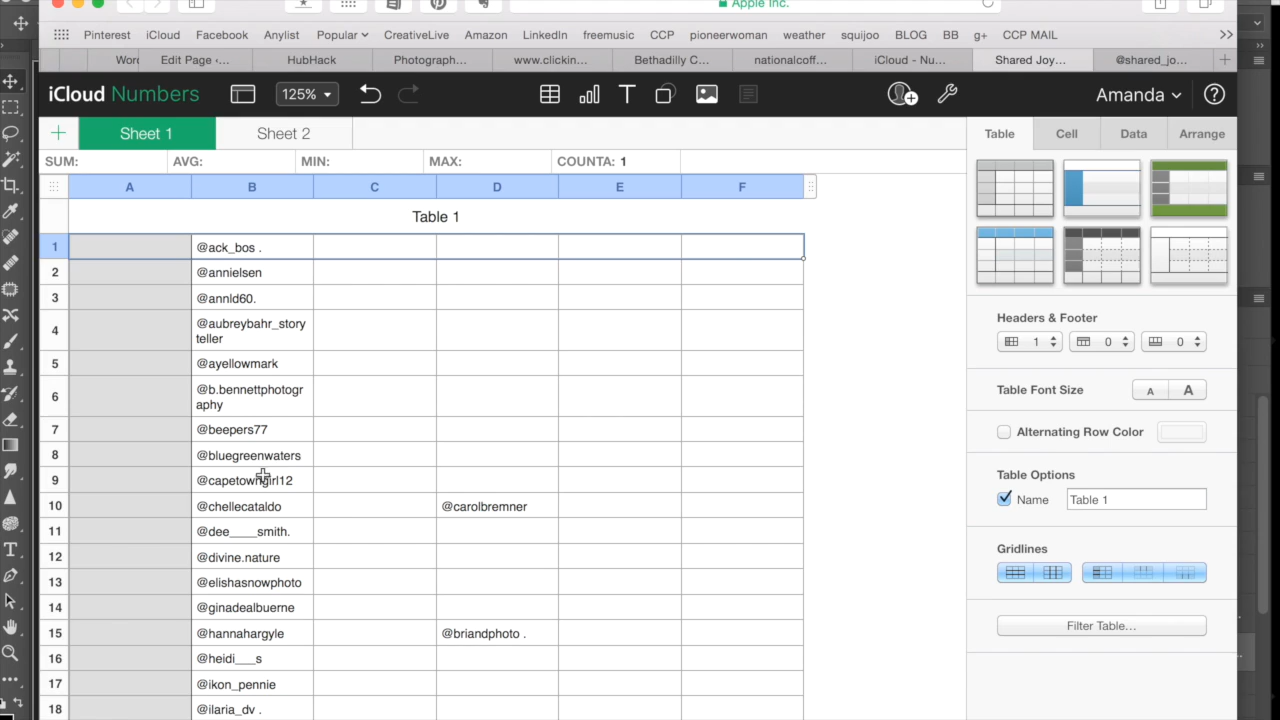 Apple Inc.
Pinterest iCloud Facebook Anylist Popular CreativeLive Amazon LinkedIn freemusic CCP pioneerwoman weather squijoo BLOG BB g+ CCP MAIL
Word Edit Page ‹... HubHack Photograph... www.clickin... Bethadilly C... nationalcoff... iCloud - Nu... Shared Joy... @shared_jo...
iCloud Numbers 125% Amanda
Sheet 1 Sheet 2 Table Cell Data Arrange
SUM: AVG: MIN: MAX: COUNTA: 1
A B C D E F
Table 1
1 @ack_bos .
2 @annielsen
3 @annld60.
4 @aubreybahr_story
teller
5 @ayellowmark
6 @b.bennettphotogr
aphy
7 @beepers77
8 @bluegreenwaters
9 @capetowngirl12
10 @chellecataldo @carolbremner
11 @dee____smith.
12 @divine.nature
13 @elishasnowphoto
14 @ginadealbuerne
15 @hannahargyle @briandphoto .
16 @heidi___s
17 @ikon_pennie
18 @ilaria_dv .
Headers & Footer
1 0 0
Table Font Size A A
Alternating Row Color
Table Options
Name Table 1
Gridlines
Filter Table...